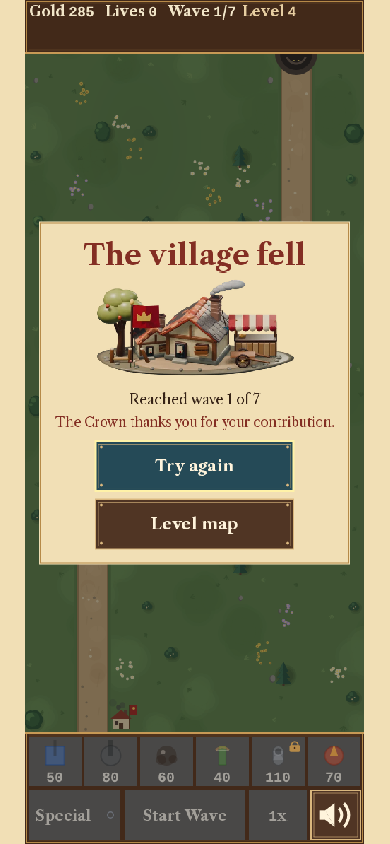 Gold 285 Lives 0 Wave 1/7 Level 4
The village fell
Reached wave 1 of 7
The Crown thanks you for your contribution.
Try again
Level map
50 80 60 40 110 70
Special Start Wave 1x